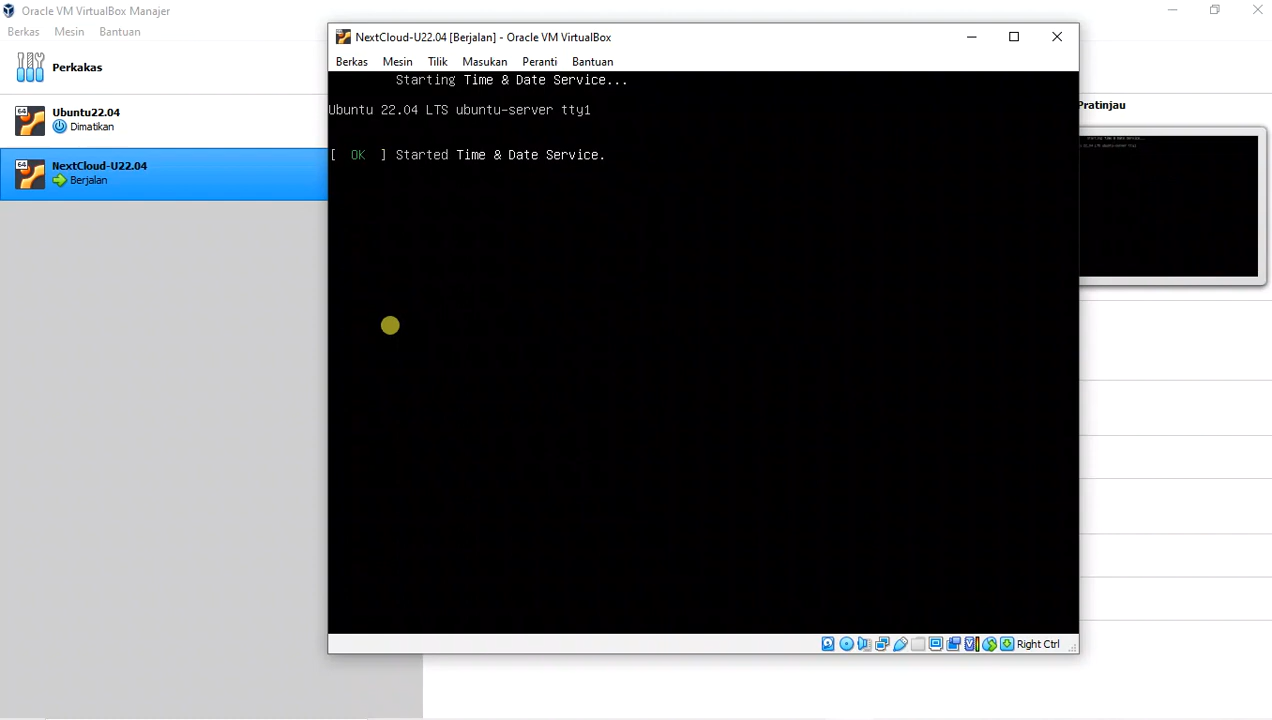 Oracle VM VirtualBox Manajer
Berkas Mesin Bantuan
Perkakas
64
Ubuntu22.04
Dimatikan
64
NextCloud-U22.04
Berjalan
NextCloud-U22.04 [Berjalan] - Oracle VM VirtualBox
Berkas Mesin Tilik Masukan Peranti Bantuan
Starting Time & Date Service...
Ubuntu 22.04 LTS ubuntu-server tty1
[ OK ] Started Time & Date Service.
Right Ctrl
Pratinjau